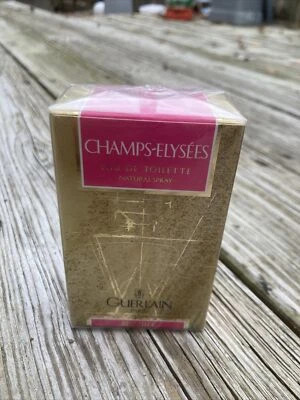 CHAMPS-ELYSÉES
EAU DE TOILETTE
NATURAL SPRAY
GUERLAIN